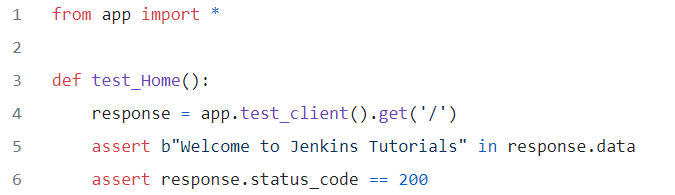 1 from app import *
2
3 def test_Home():
4     response = app.test_client().get('/')
5     assert b"Welcome to Jenkins Tutorials" in response.data
6     assert response.status_code == 200